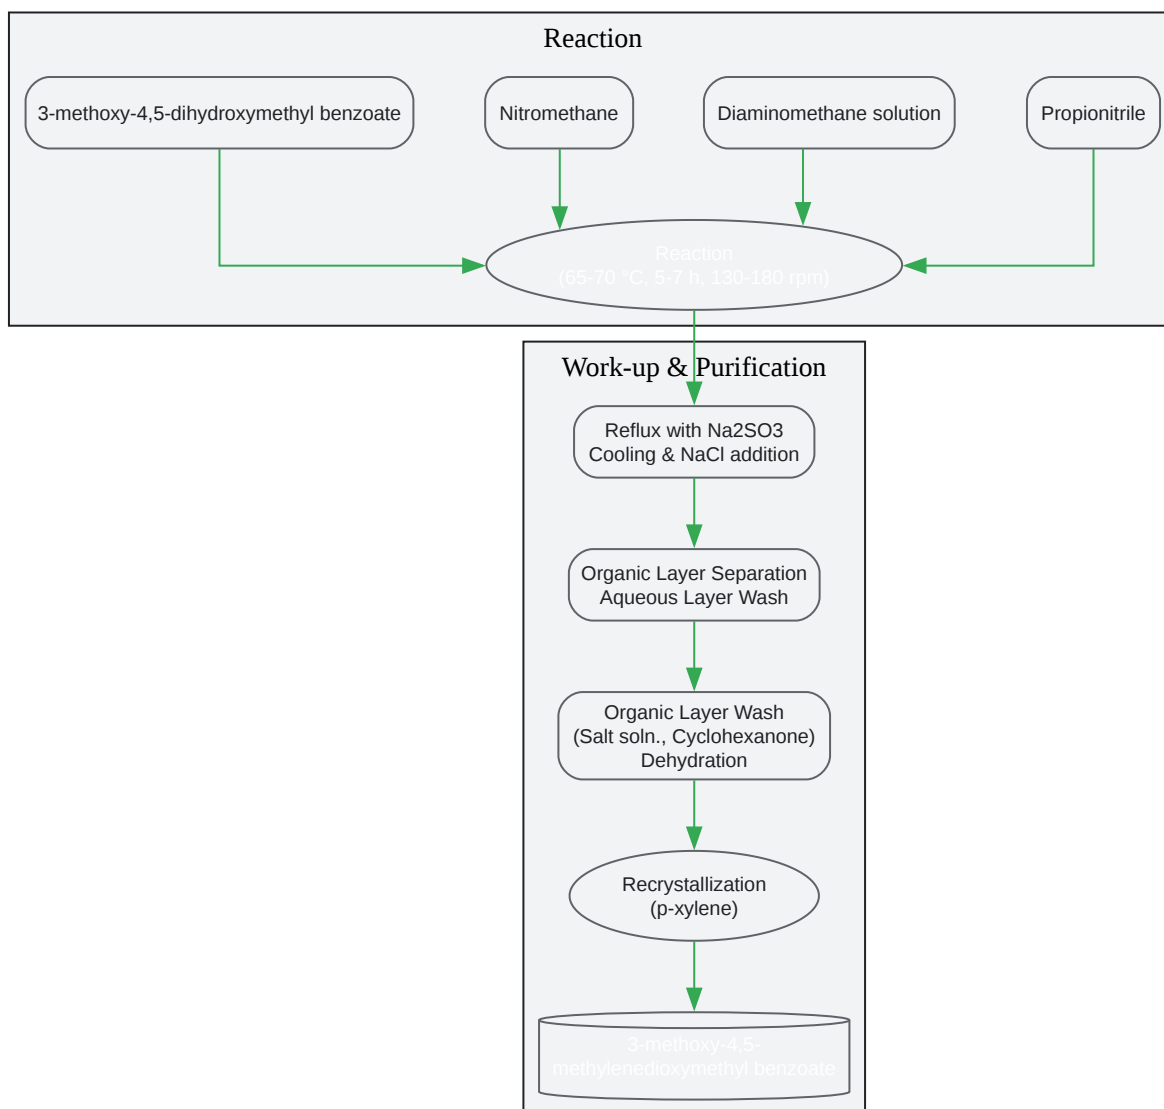 Reaction
3-methoxy-4,5-dihydroxymethyl benzoate
Nitromethane
Diaminomethane solution
Propionitrile
Reaction
(65-70 °C, 5-7 h, 130-180 rpm)
Work-up & Purification
Reflux with Na2SO3
Cooling & NaCl addition
Organic Layer Separation
Aqueous Layer Wash
Organic Layer Wash
(Salt soln., Cyclohexanone)
Dehydration
Recrystallization
(p-xylene)
3-methoxy-4,5-
methylenedioxymethyl benzoate